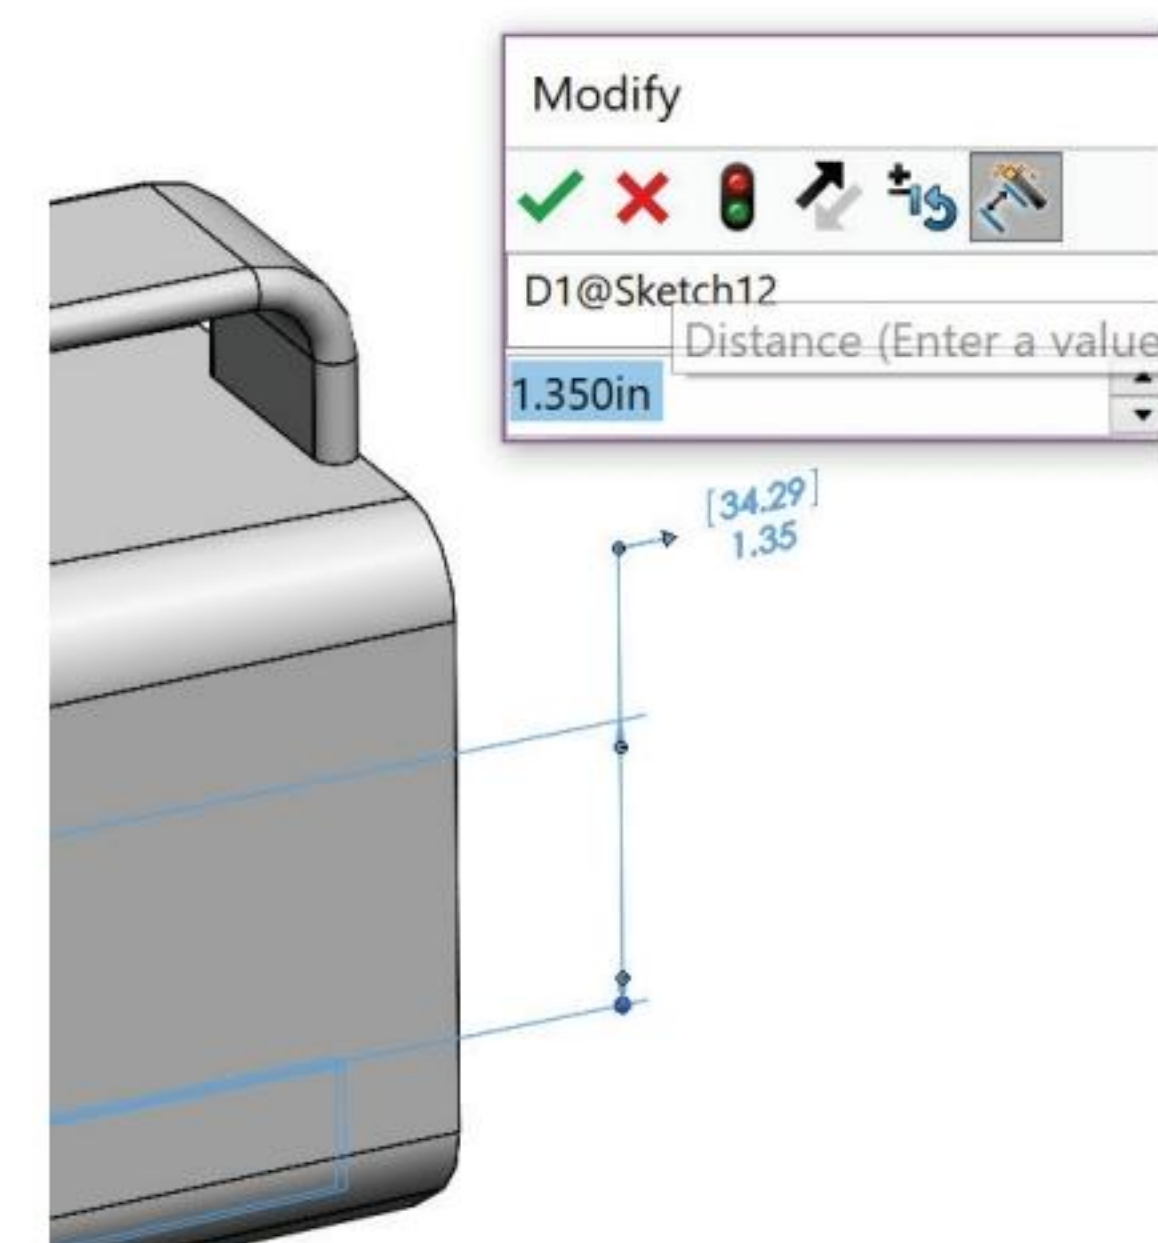 Modify
D1@Sketch12
Distance (Enter a value
1.350in
[34.29]
1.35